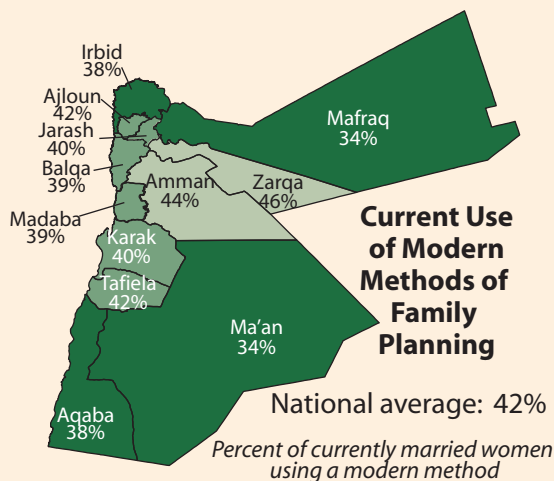 Irbid
38%
Ajloun
42%
Jarash
40%
Balqa
39%
Madaba
39%
Mafraq
34%
Zarqa
46%
Amman
44%
Karak
40%
Tafiela
42%
Ma'an
34%
Aqaba
38%
Current Use
of Modern
Methods of
Family
Planning
National average: 42%
Percent of currently married women
using a modern method